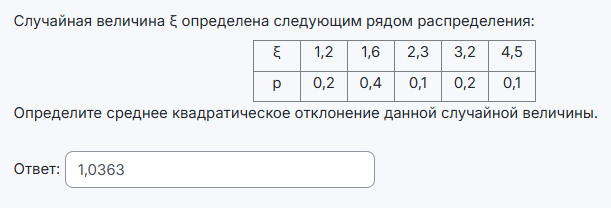 Случайная величина ξ определена следующим рядом распределения:
ξ 1,2 1,6 2,3 3,2 4,5
p 0,2 0,4 0,1 0,2 0,1
Определите среднее квадратическое отклонение данной случайной величины.
Ответ: 1,0363